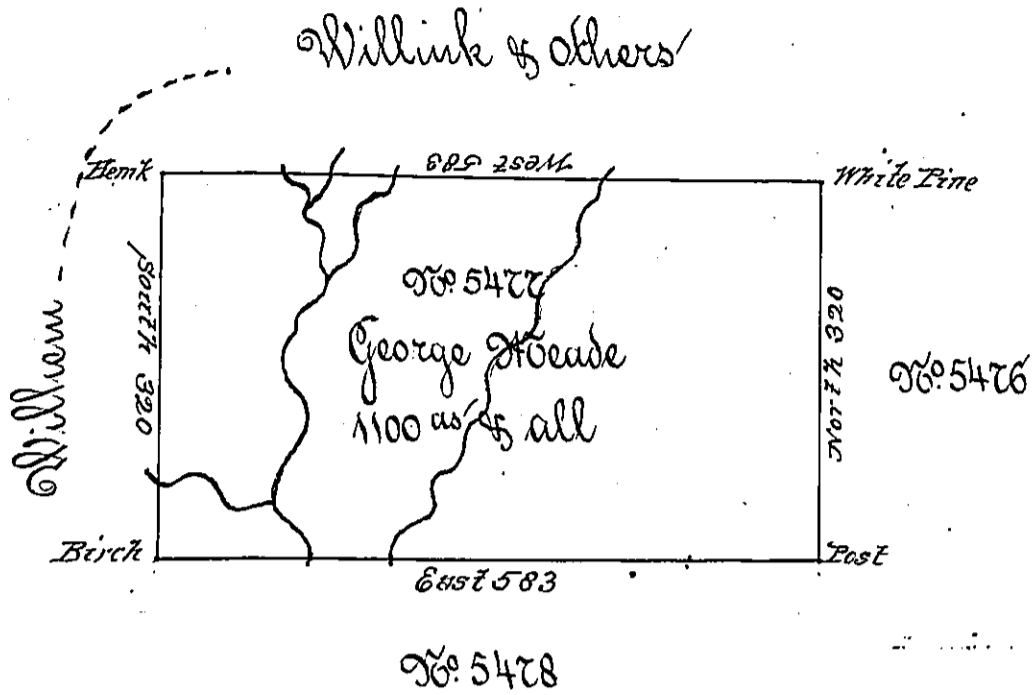 Willink & others
Hemk
West 583
White Pine
No. 5477
South 320
George Meade
North 320
No. 5476
1100 as & all
Willhem
Birch
Post
East 583
No. 5478